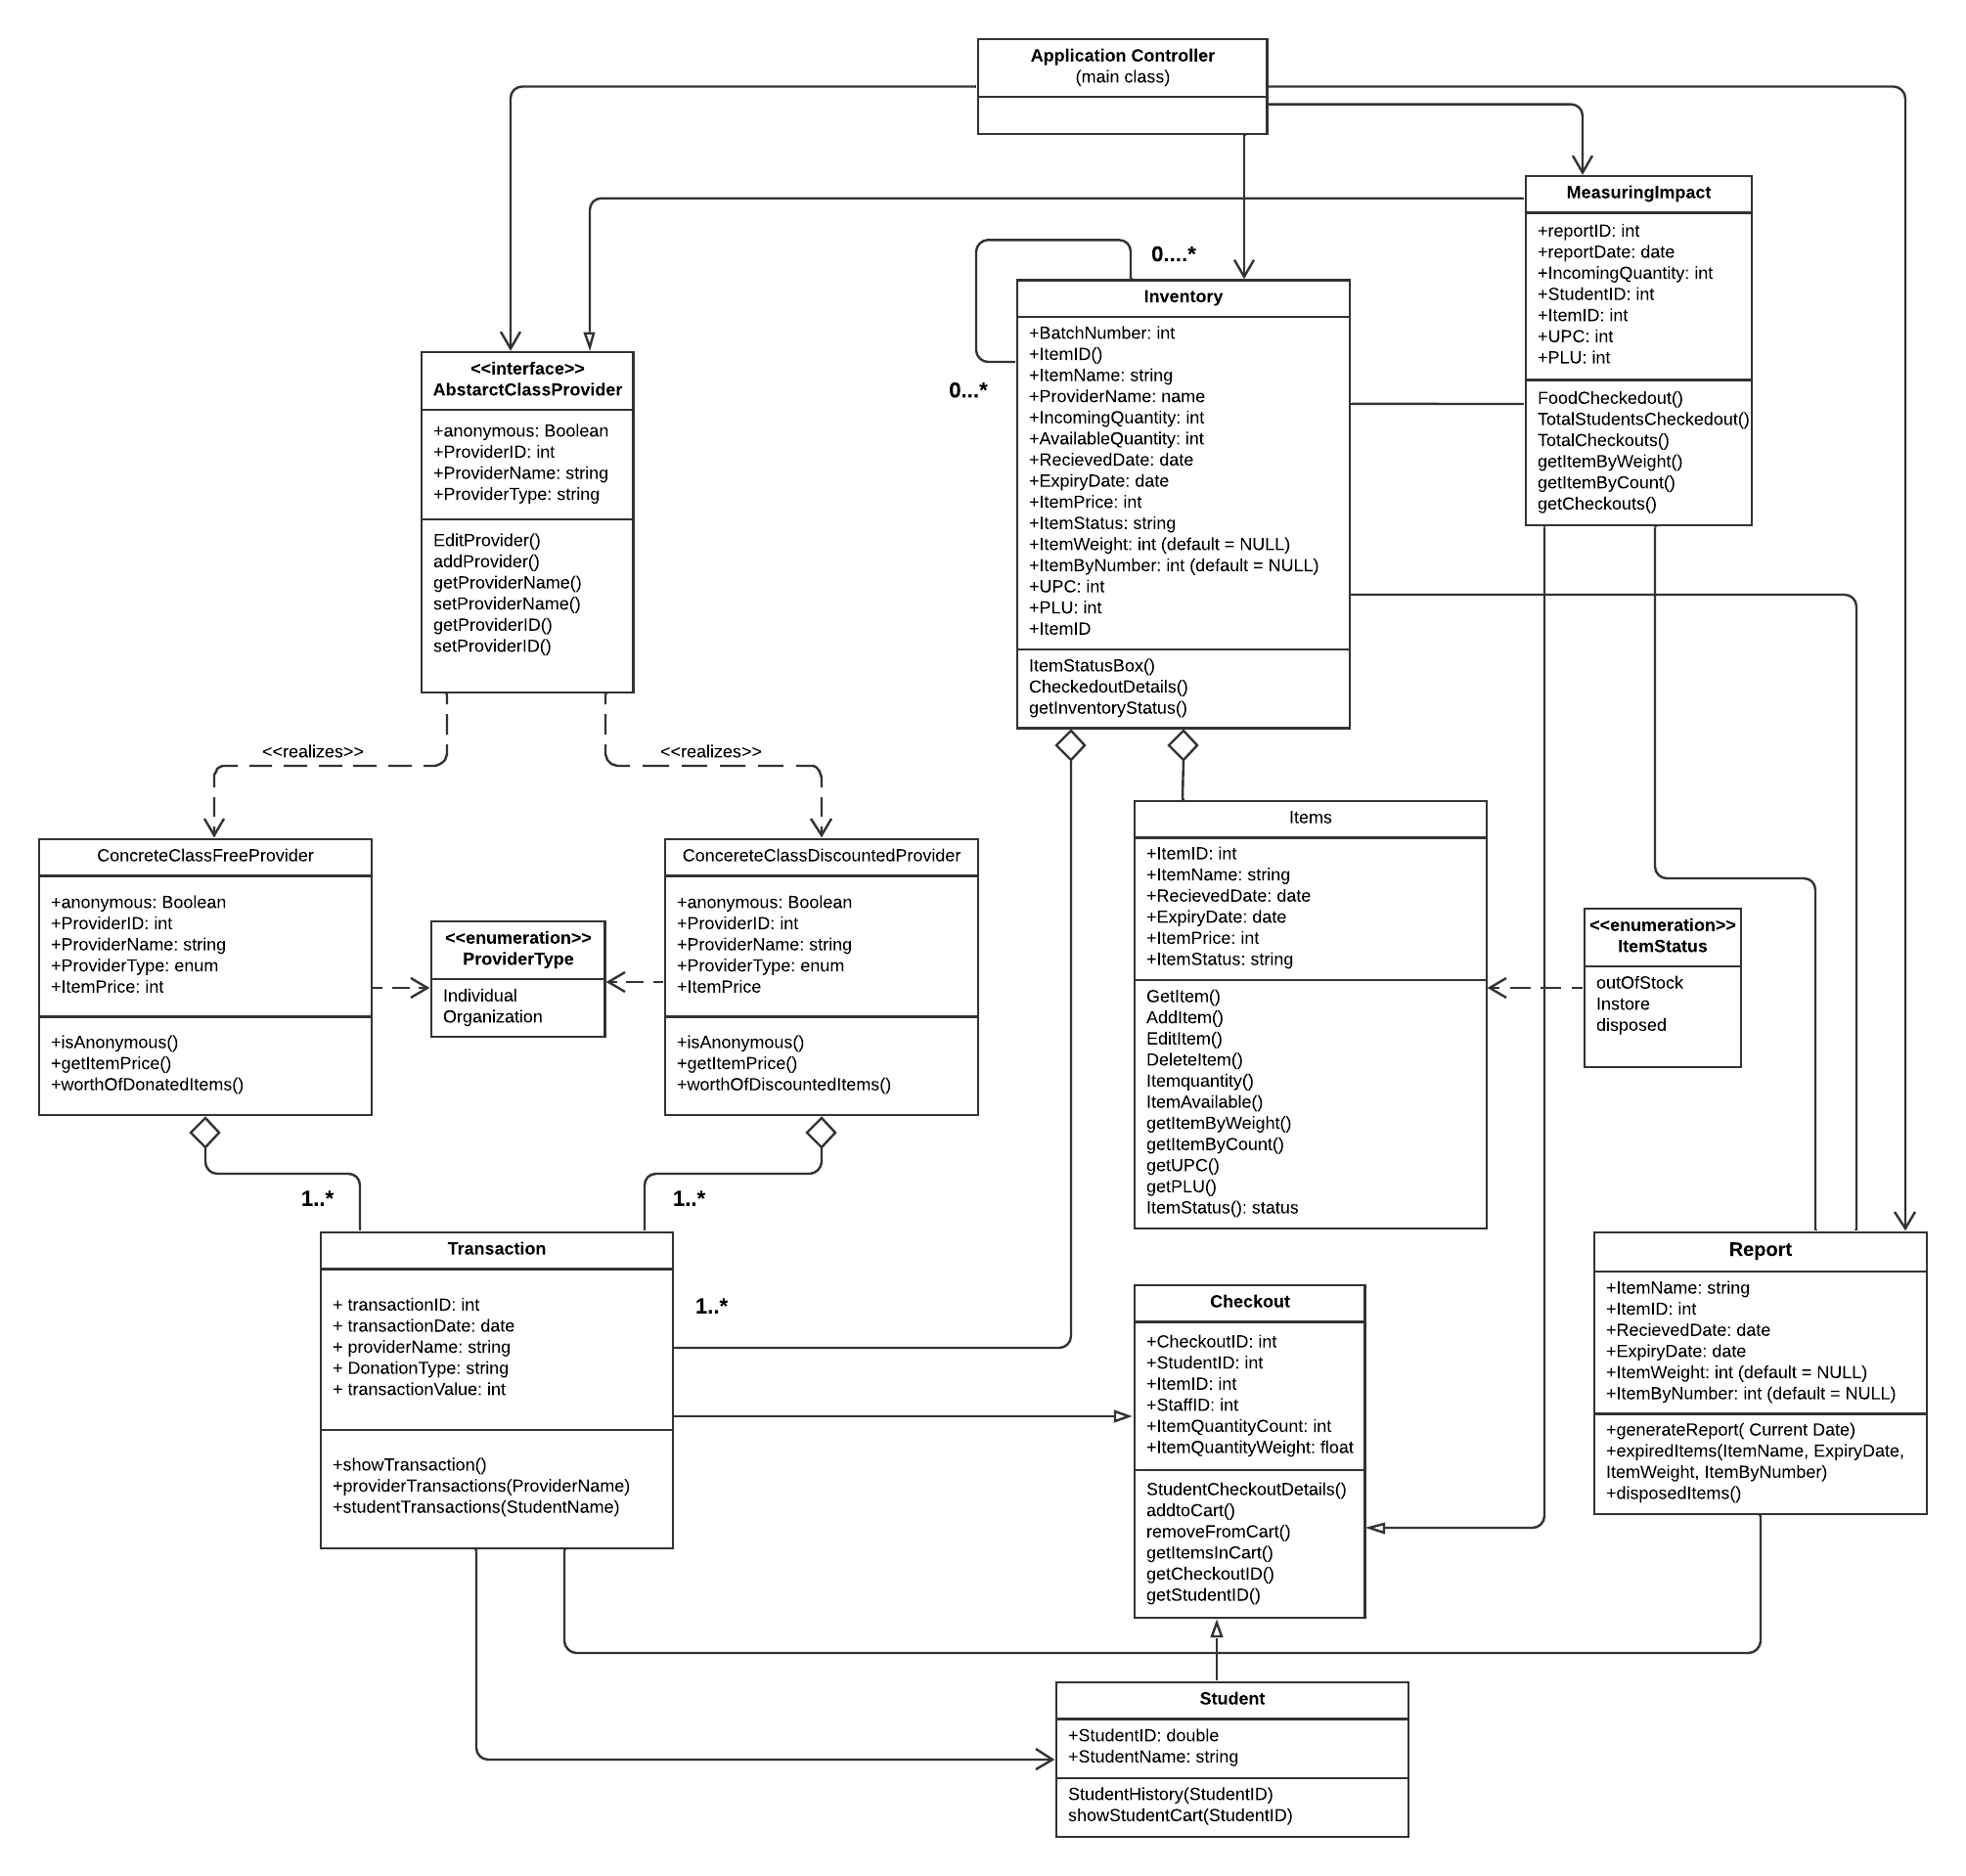 Application Controller
(main class)
MeasuringImpact
+reportID: int
+reportDate: date
+IncomingQuantity: int
+StudentID: int
+ItemID: int
+UPC: int
+PLU: int
FoodCheckedout()
TotalStudentsCheckedout()
TotalCheckouts()
getItemByWeight()
getItemByCount()
getCheckouts()
0....*
0...*
Inventory
+BatchNumber: int
+ItemID()
+ItemName: string
+ProviderName: name
+IncomingQuantity: int
+AvailableQuantity: int
+RecievedDate: date
+ExpiryDate: date
+ItemPrice: int
+ItemStatus: string
+ItemWeight: int (default = NULL)
+ItemByNumber: int (default = NULL)
+UPC: int
+PLU: int
+ItemID
ItemStatusBox()
CheckedoutDetails()
getInventoryStatus()
<<interface>>
AbstarctClassProvider
+anonymous: Boolean
+ProviderID: int
+ProviderName: string
+ProviderType: string
EditProvider()
addProvider()
getProviderName()
setProviderName()
getProviderID()
setProviderID()
<<realizes>>
<<realizes>>
ConcreteClassFreeProvider
+anonymous: Boolean
+ProviderID: int
+ProviderName: string
+ProviderType: enum
+ItemPrice: int
+isAnonymous()
+getItemPrice()
+worthOfDonatedItems()
<<enumeration>>
ProviderType
Individual
Organization
ConcereteClassDiscountedProvider
+anonymous: Boolean
+ProviderID: int
+ProviderName: string
+ProviderType: enum
+ItemPrice
+isAnonymous()
+getItemPrice()
+worthOfDiscountedItems()
Items
+ItemID: int
+ItemName: string
+RecievedDate: date
+ExpiryDate: date
+ItemPrice: int
+ItemStatus: string
GetItem()
AddItem()
EditItem()
DeleteItem()
Itemquantity()
ItemAvailable()
getItemByWeight()
getItemByCount()
getUPC()
getPLU()
ItemStatus(): status
<<enumeration>>
ItemStatus
outOfStock
Instore
disposed
1..*
1..*
1..*
Transaction
+ transactionID: int
+ transactionDate: date
+ providerName: string
+ DonationType: string
+ transactionValue: int
+showTransaction()
+providerTransactions(ProviderName)
+studentTransactions(StudentName)
Checkout
+CheckoutID: int
+StudentID: int
+ItemID: int
+StaffID: int
+ItemQuantityCount: int
+ItemQuantityWeight: float
StudentCheckoutDetails()
addtoCart()
removeFromCart()
getItemsInCart()
getCheckoutID()
getStudentID()
Report
+ItemName: string
+ItemID: int
+RecievedDate: date
+ExpiryDate: date
+ItemWeight: int (default = NULL)
+ItemByNumber: int (default = NULL)
+generateReport( Current Date)
+expiredItems(ItemName, ExpiryDate,
ItemWeight, ItemByNumber)
+disposedItems()
Student
+StudentID: double
+StudentName: string
StudentHistory(StudentID)
showStudentCart(StudentID)